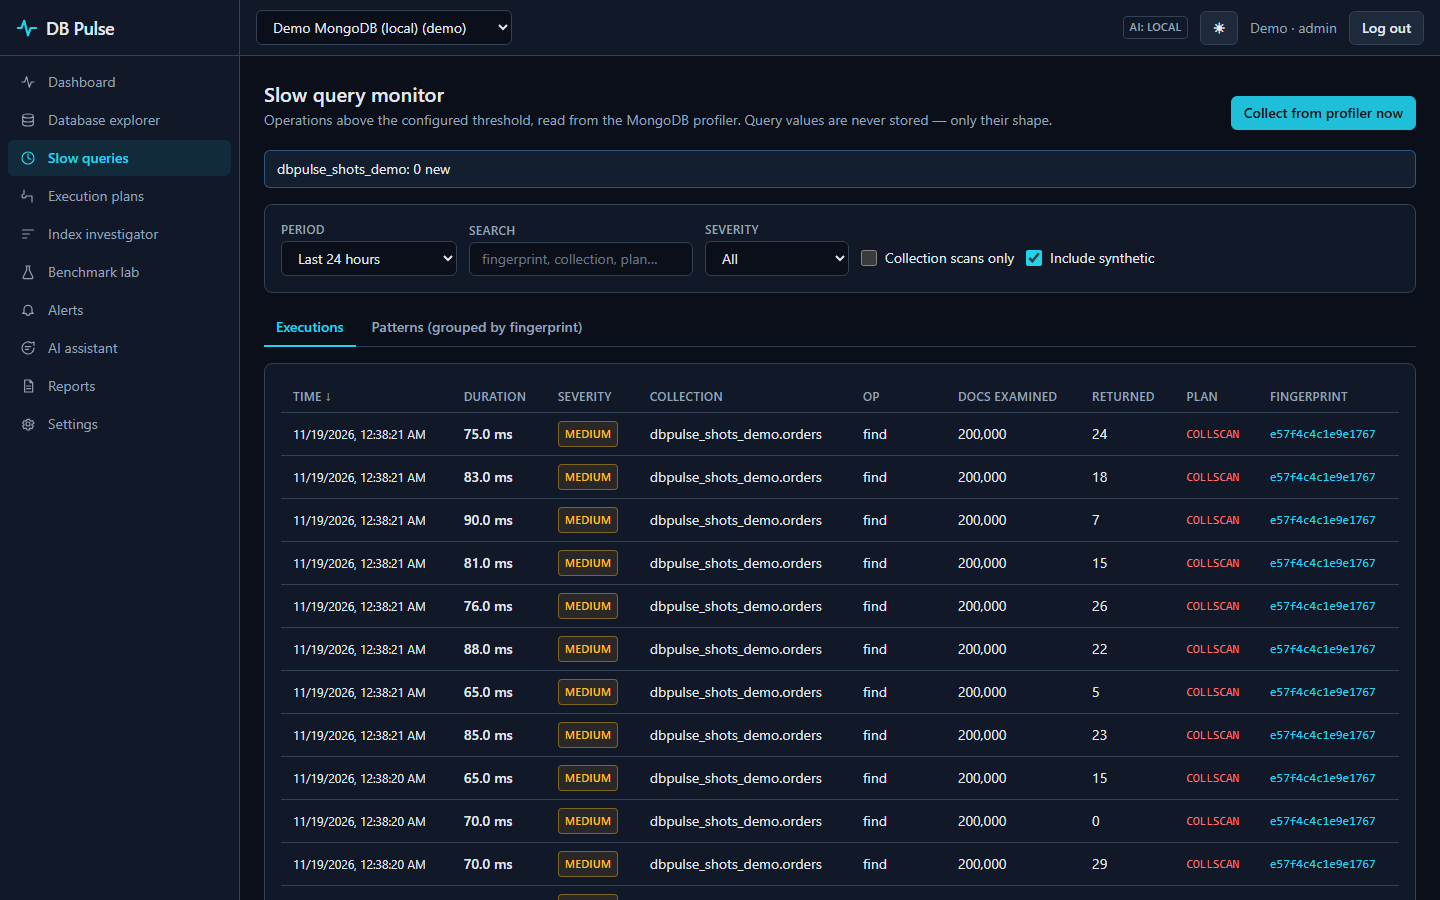 DB Pulse
Demo MongoDB (local) (demo)
AI: LOCAL
Demo · admin
Log out
Dashboard
Database explorer
Slow queries
Execution plans
Index investigator
Benchmark lab
Alerts
AI assistant
Reports
Settings
Slow query monitor
Operations above the configured threshold, read from the MongoDB profiler. Query values are never stored — only their shape.
Collect from profiler now
dbpulse_shots_demo: 0 new
PERIOD SEARCH SEVERITY
Last 24 hours fingerprint, collection, plan... All Collection scans only Include synthetic
Executions Patterns (grouped by fingerprint)
TIME ↓ DURATION SEVERITY COLLECTION OP DOCS EXAMINED RETURNED PLAN FINGERPRINT
11/19/2026, 12:38:21 AM 75.0 ms MEDIUM dbpulse_shots_demo.orders find 200,000 24 COLLSCAN e57f4c4c1e9e1767
11/19/2026, 12:38:21 AM 83.0 ms MEDIUM dbpulse_shots_demo.orders find 200,000 18 COLLSCAN e57f4c4c1e9e1767
11/19/2026, 12:38:21 AM 90.0 ms MEDIUM dbpulse_shots_demo.orders find 200,000 7 COLLSCAN e57f4c4c1e9e1767
11/19/2026, 12:38:21 AM 81.0 ms MEDIUM dbpulse_shots_demo.orders find 200,000 15 COLLSCAN e57f4c4c1e9e1767
11/19/2026, 12:38:21 AM 76.0 ms MEDIUM dbpulse_shots_demo.orders find 200,000 26 COLLSCAN e57f4c4c1e9e1767
11/19/2026, 12:38:21 AM 88.0 ms MEDIUM dbpulse_shots_demo.orders find 200,000 22 COLLSCAN e57f4c4c1e9e1767
11/19/2026, 12:38:21 AM 65.0 ms MEDIUM dbpulse_shots_demo.orders find 200,000 5 COLLSCAN e57f4c4c1e9e1767
11/19/2026, 12:38:21 AM 85.0 ms MEDIUM dbpulse_shots_demo.orders find 200,000 23 COLLSCAN e57f4c4c1e9e1767
11/19/2026, 12:38:20 AM 65.0 ms MEDIUM dbpulse_shots_demo.orders find 200,000 15 COLLSCAN e57f4c4c1e9e1767
11/19/2026, 12:38:20 AM 70.0 ms MEDIUM dbpulse_shots_demo.orders find 200,000 0 COLLSCAN e57f4c4c1e9e1767
11/19/2026, 12:38:20 AM 70.0 ms MEDIUM dbpulse_shots_demo.orders find 200,000 29 COLLSCAN e57f4c4c1e9e1767